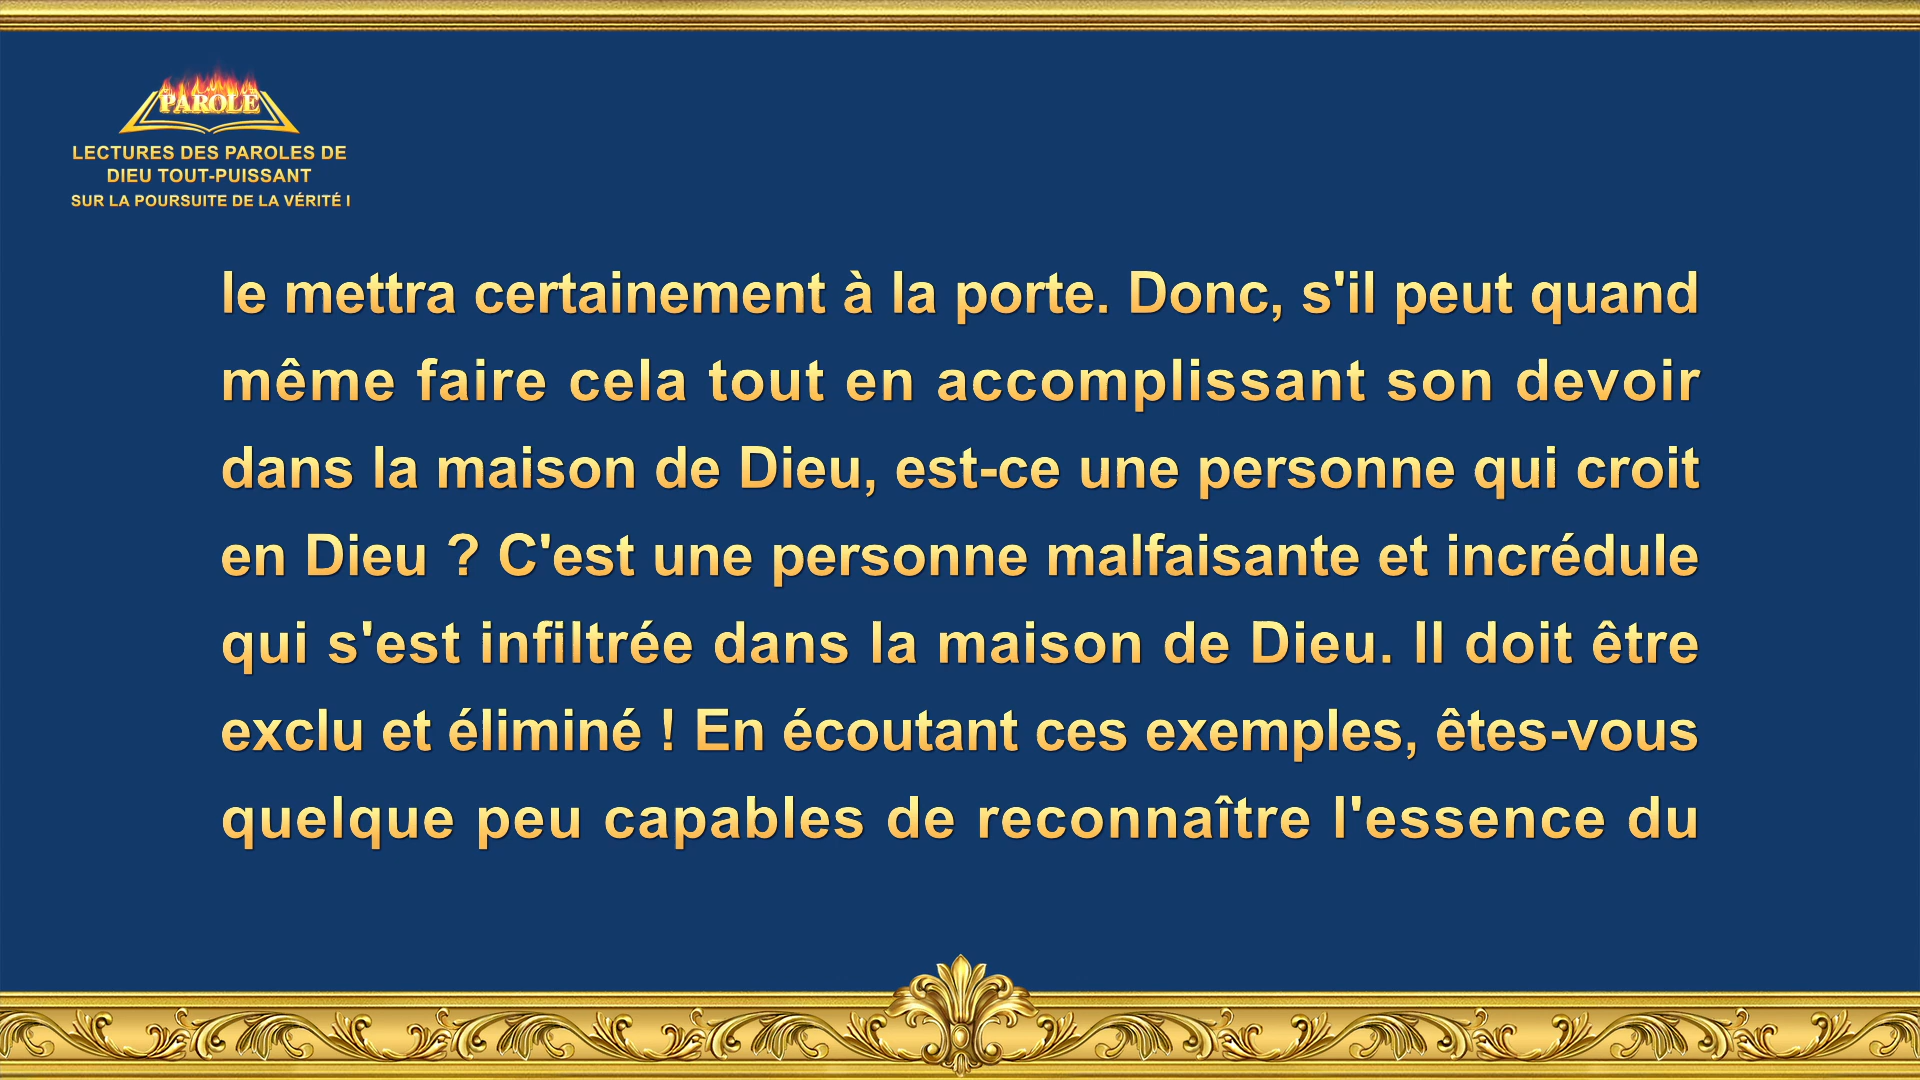 PAROLE
LECTURES DES PAROLES DE
DIEU TOUT-PUISSANT
SUR LA POURSUITE DE LA VÉRITÉ I
le mettra certainement à la porte. Donc, s'il peut quand
même faire cela tout en accomplissant son devoir
dans la maison de Dieu, est-ce une personne qui croit
en Dieu ? C'est une personne malfaisante et incrédule
qui s'est infiltrée dans la maison de Dieu. Il doit être
exclu et éliminé ! En écoutant ces exemples, êtes-vous
quelque peu capables de reconnaître l'essence du